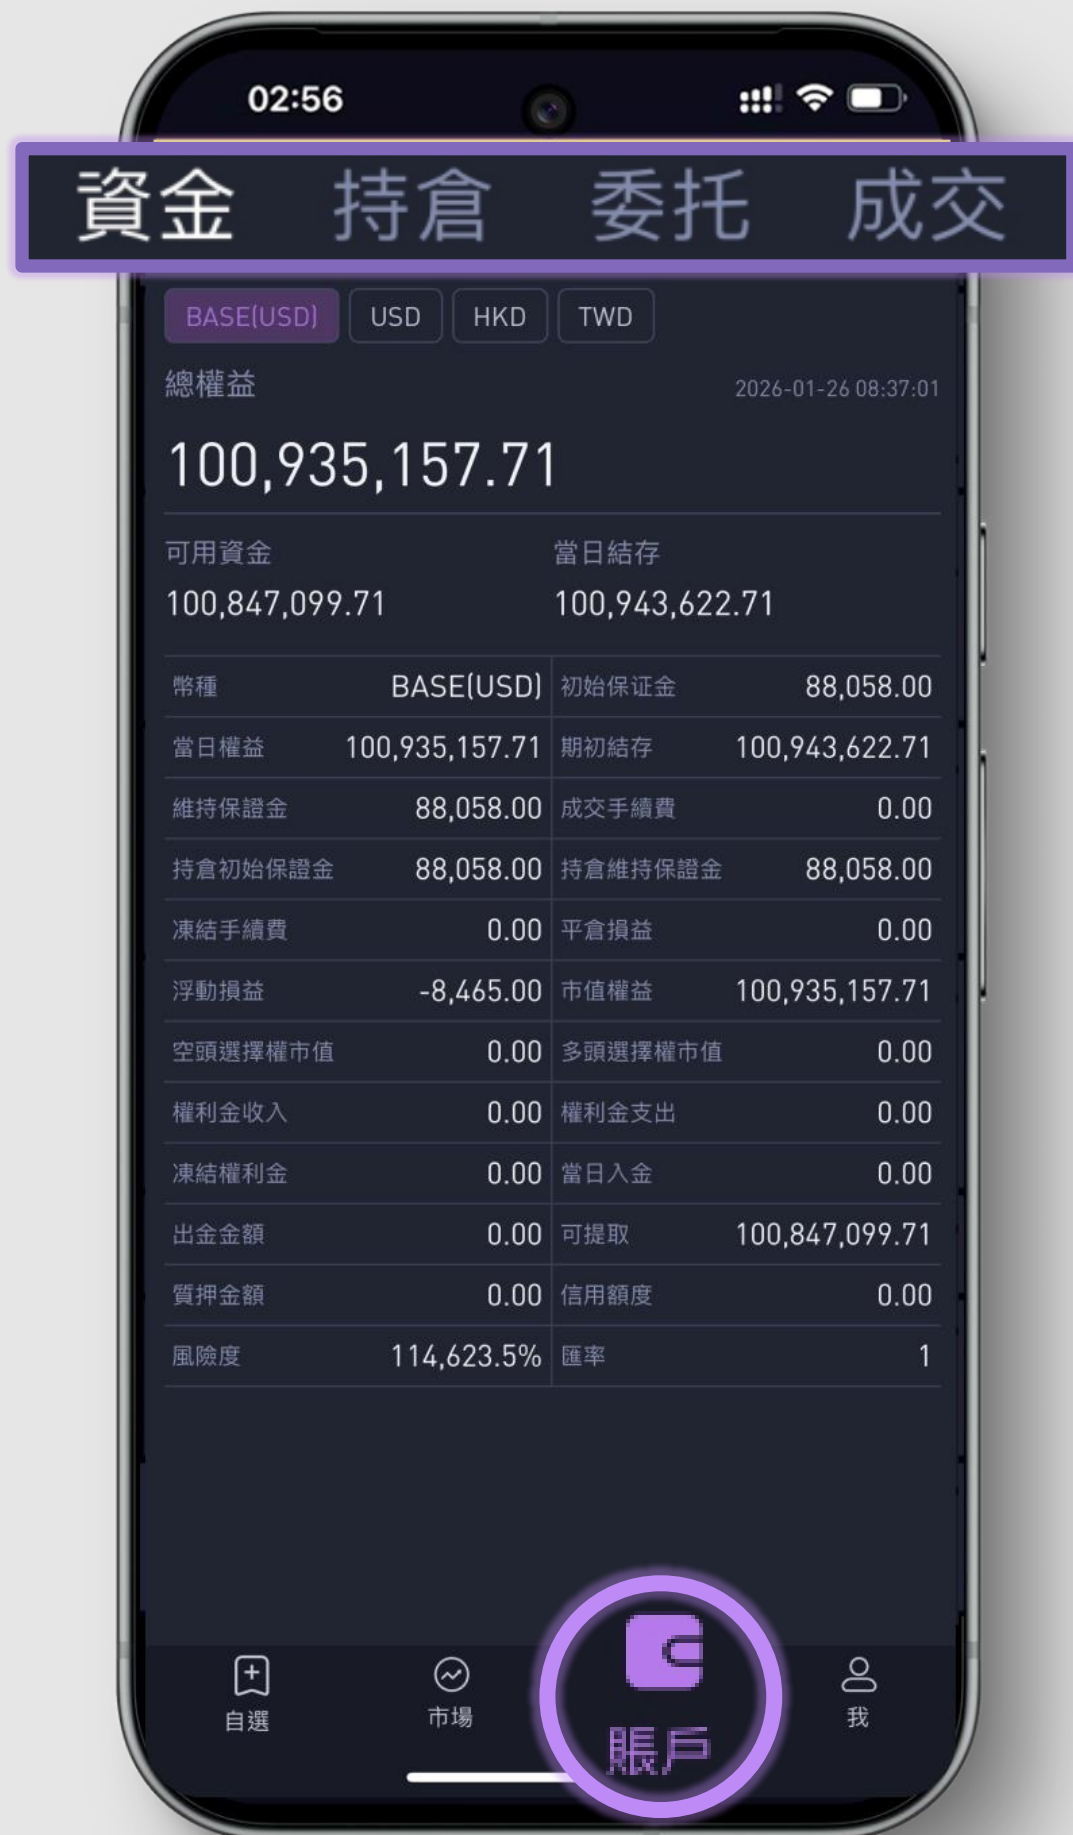 02:56
資金 持倉 委托 成交
BASE(USD) USD HKD TWD
總權益 2026-01-26 08:37:01
100,935,157.71
可用資金 當日結存
100,847,099.71 100,943,622.71
幣種 BASE(USD) 初始保证金 88,058.00
當日權益 100,935,157.71 期初結存 100,943,622.71
維持保證金 88,058.00 成交手續費 0.00
持倉初始保證金 88,058.00 持倉維持保證金 88,058.00
凍結手續費 0.00 平倉損益 0.00
浮動損益 -8,465.00 市值權益 100,935,157.71
空頭選擇權市值 0.00 多頭選擇權市值 0.00
權利金收入 0.00 權利金支出 0.00
凍結權利金 0.00 當日入金 0.00
出金金額 0.00 可提取 100,847,099.71
質押金額 0.00 信用額度 0.00
風險度 114,623.5% 匯率 1
自選 市場 賬戶 我